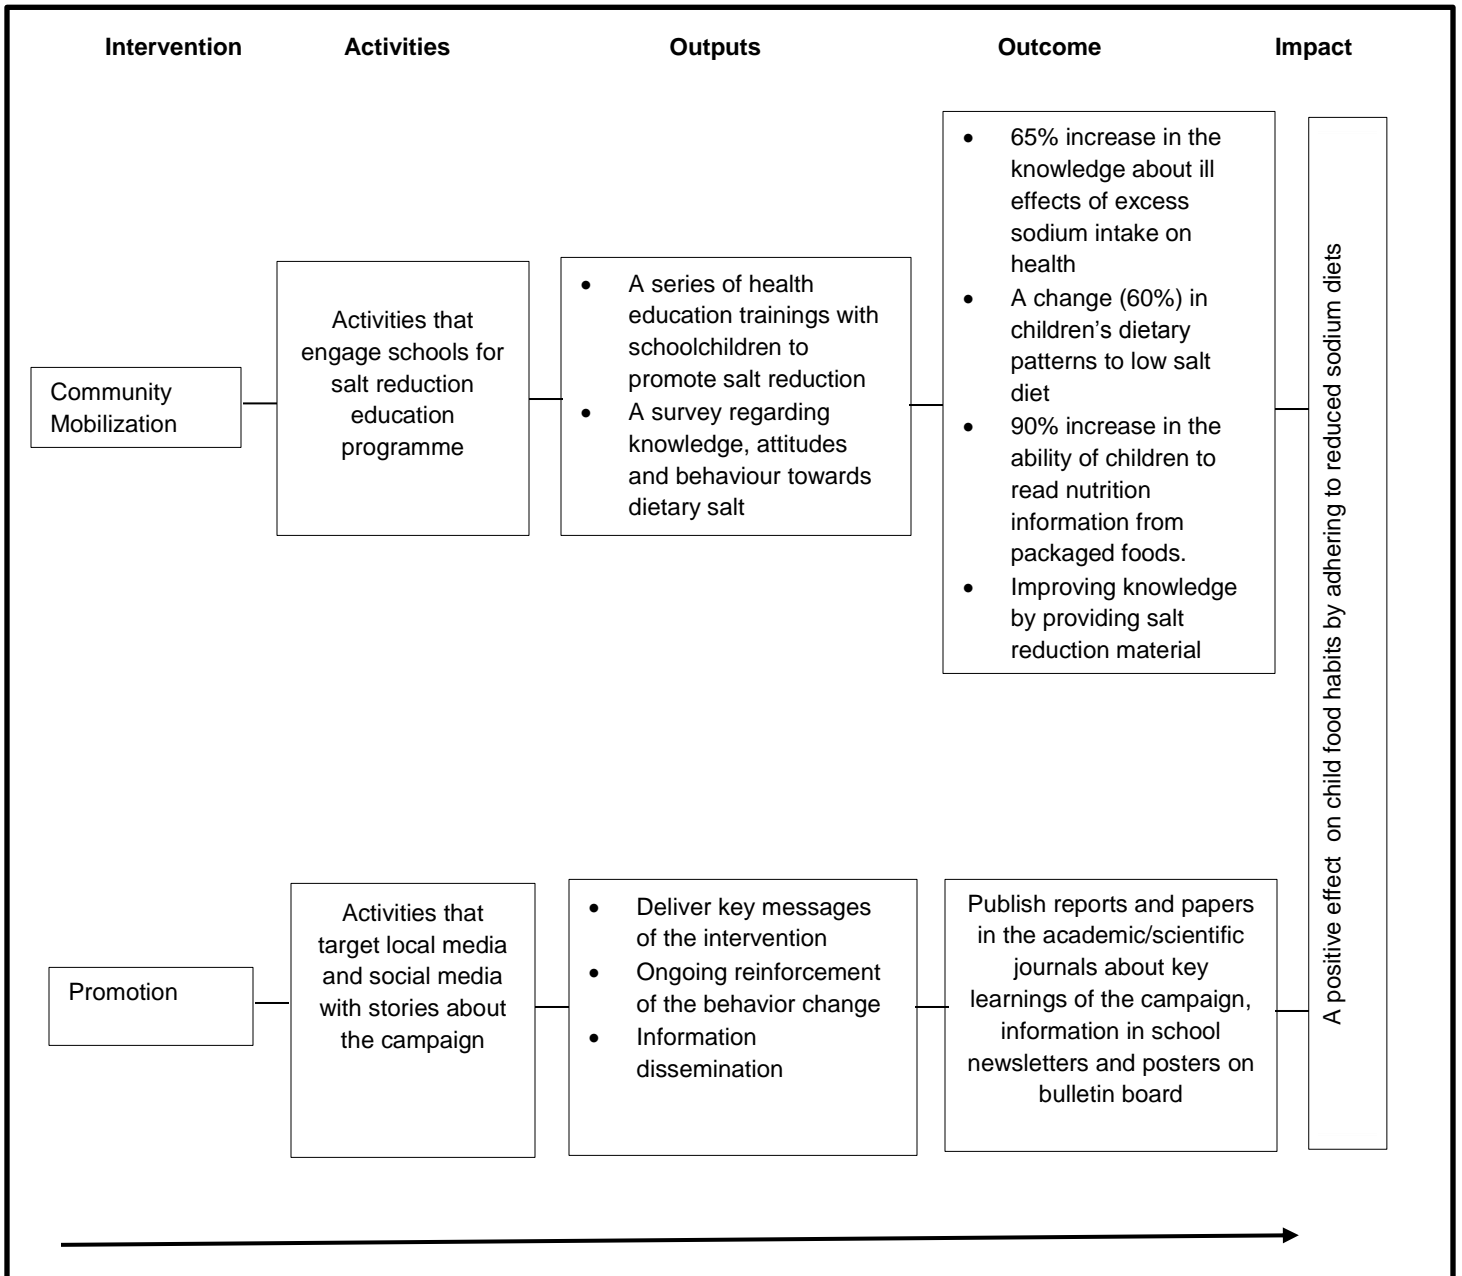 Intervention Activities Outputs Outcome Impact
Community
Mobilization
Activities that
engage schools for
salt reduction
education
programme
• A series of health
education trainings with
schoolchildren to
promote salt reduction
• A survey regarding
knowledge, attitudes
and behaviour towards
dietary salt
• 65% increase in the
knowledge about ill
effects of excess
sodium intake on
health
• A change (60%) in
children’s dietary
patterns to low salt
diet
• 90% increase in the
ability of children to
read nutrition
information from
packaged foods.
• Improving knowledge
by providing salt
reduction material
Promotion
Activities that
target local media
and social media
with stories about
the campaign
• Deliver key messages
of the intervention
• Ongoing reinforcement
of the behavior change
• Information
dissemination
Publish reports and papers
in the academic/scientific
journals about key
learnings of the campaign,
information in school
newsletters and posters on
bulletin board
A positive effect on child food habits by adhering to reduced sodium diets